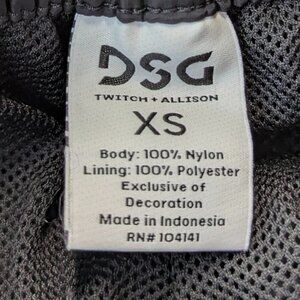 DSG
TWITCH + ALLISON
XS
Body: 100% Nylon
Lining: 100% Polyester
Exclusive of
Decoration
Made in Indonesia
RN# 104141